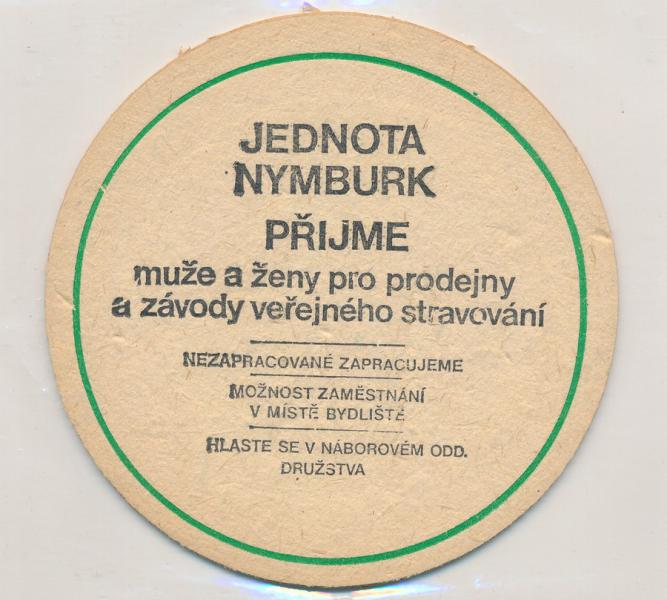 JEDNOTA
NYMBURK
PŘIJME
muže a ženy pro prodejny
a závody veřejného stravování
NEZAPRACOVANÉ ZAPRACUJEME
MOŽNOST ZAMĚSTNÁNÍ
V MÍSTĚ BYDLIŠTĚ
HLASTE SE V NÁBOROVÉM ODD.
DRUŽSTVA